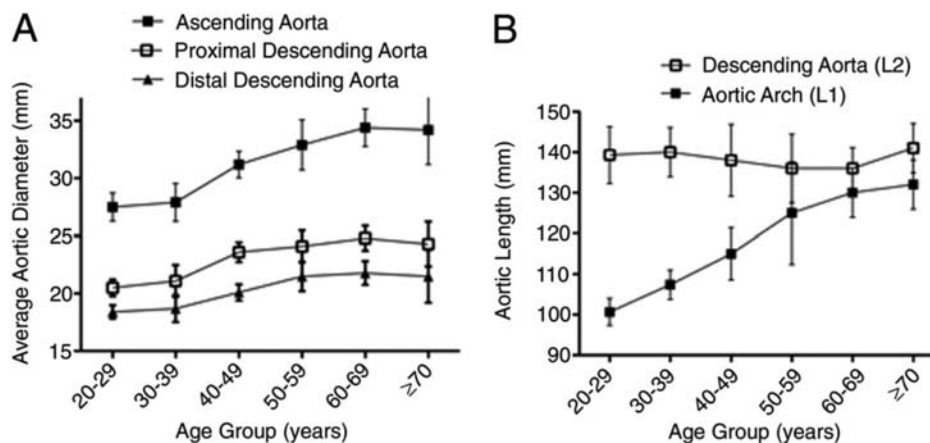 A
Ascending Aorta
Proximal Descending Aorta
Distal Descending Aorta
Average Aortic Diameter (mm)
35
30
25
20
15
20-29
30-39
40-49
50-59
60-69
≥70
Age Group (years)
B
Descending Aorta (L2)
Aortic Arch (L1)
Aortic Length (mm)
150
140
130
120
110
100
90
20-29
30-39
40-49
50-59
60-69
≥70
Age Group (years)